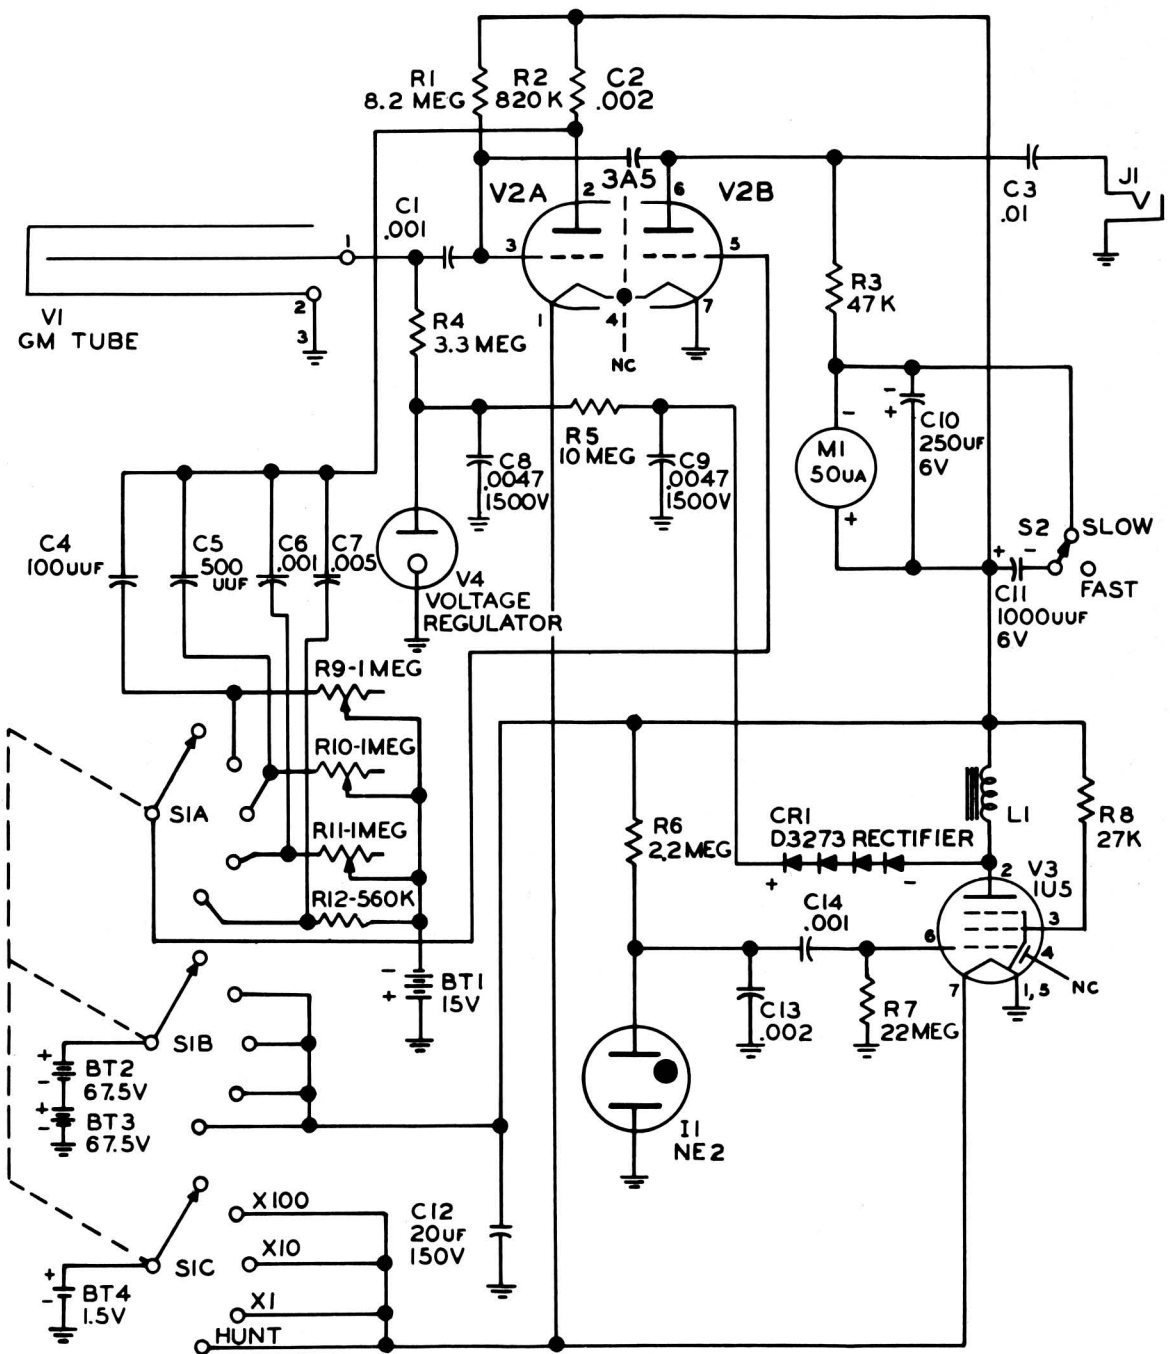 R1
8.2 MEG
R2
820 K
C2
.002
3A5
V2A
V2B
2
6
3
5
1
4
7
NC
C1
.001
1
2
3
V1
GM TUBE
R4
3.3 MEG
C3
.01
J1
R3
47 K
M1
50UA
-
+
-
+
C10
250UF
6V
S2
SLOW
FAST
+
-
C11
1000UUF
6V
R5
10 MEG
C8
.0047
1500V
C9
.0047
1500V
C4
100UUF
C5
500
UUF
C6
.001
C7
.005
V4
VOLTAGE
REGULATOR
R9-1MEG
R10-1MEG
R11-1MEG
R12-560K
S1A
-
+
BT1
15V
R6
2.2 MEG
CR1
D3273 RECTIFIER
+
-
L1
R8
27K
V3
1U5
2
3
4
6
7
1,5
NC
C14
.001
C13
.002
R7
22MEG
I1
NE2
S1B
+
-
+
-
BT2
67.5V
BT3
67.5V
C12
20UF
150V
S1C
X100
X10
X1
HUNT
+
-
BT4
1.5V